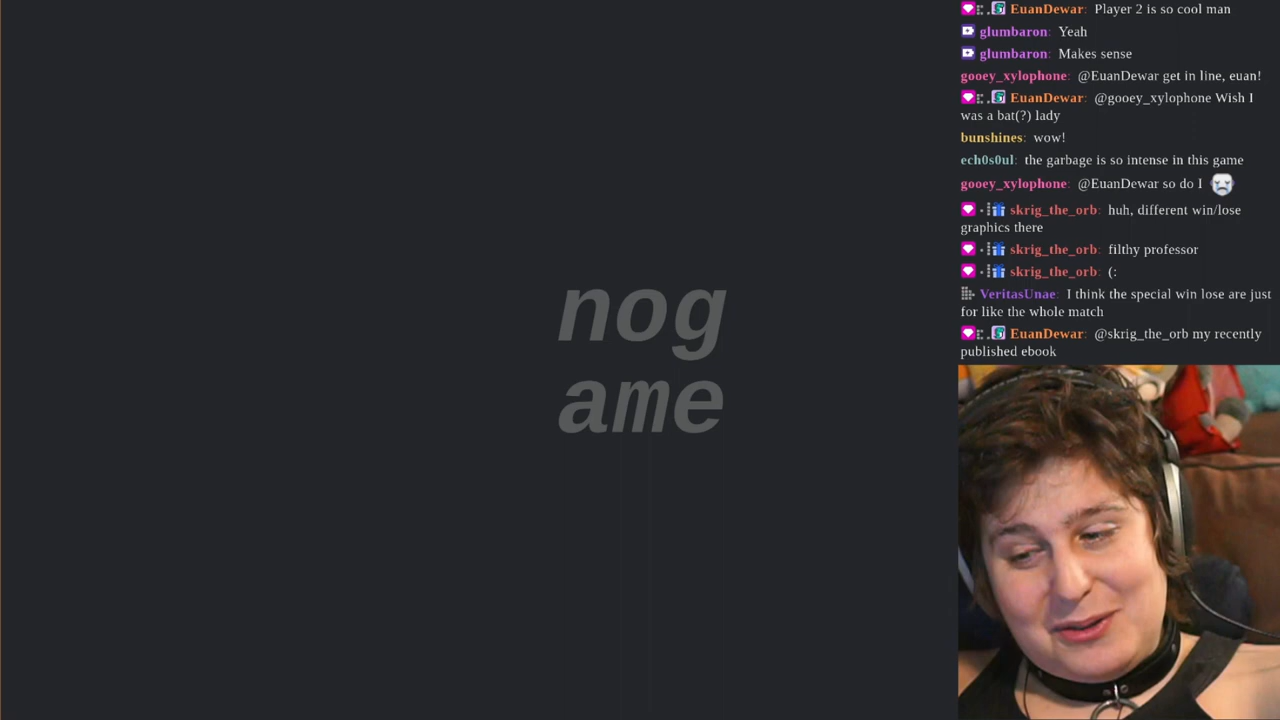 nog
ame
EuanDewar: Player 2 is so cool man
glumbaron: Yeah
glumbaron: Makes sense
gooey_xylophone: @EuanDewar get in line, euan!
EuanDewar: @gooey_xylophone Wish I
was a bat(?) lady
bunshines: wow!
ech0s0ul: the garbage is so intense in this game
gooey_xylophone: @EuanDewar so do I
skrig_the_orb: huh, different win/lose
graphics there
skrig_the_orb: filthy professor
skrig_the_orb: (:
VeritasUnae: I think the special win lose are just
for like the whole match
EuanDewar: @skrig_the_orb my recently
published ebook